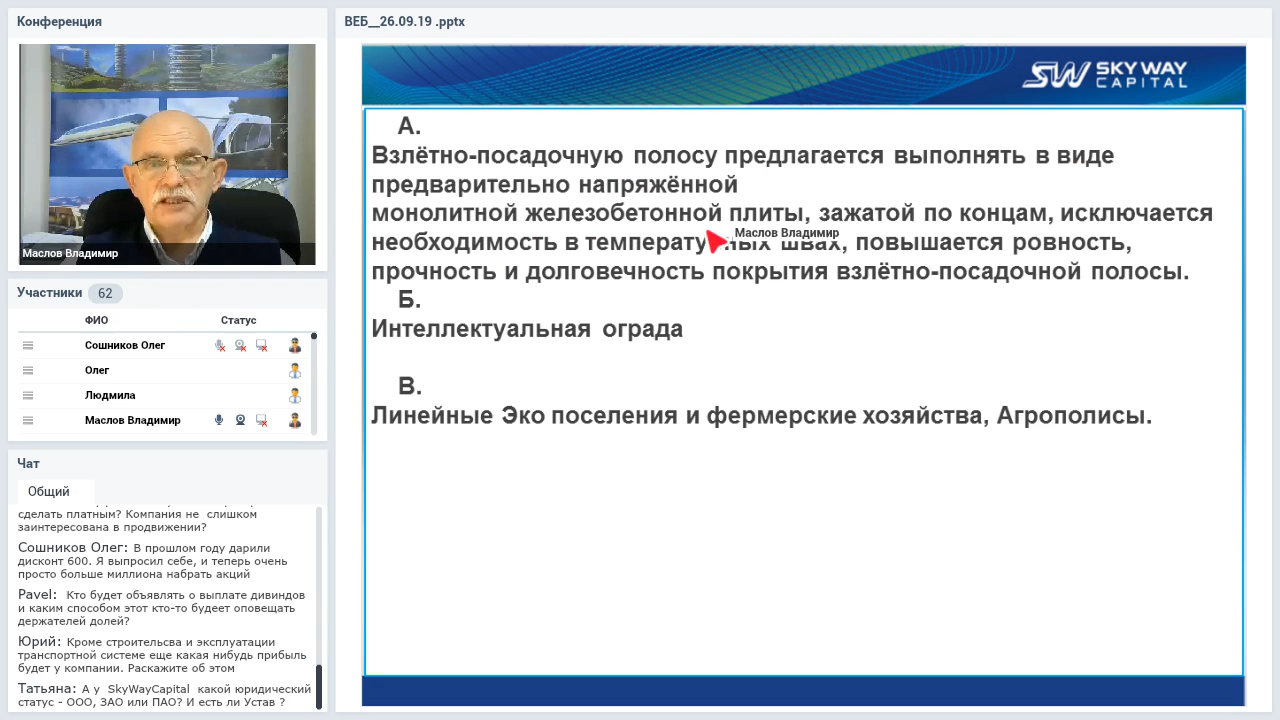 Конференция
Маслов Владимир
Участники 62
ФИО Статус
Сошников Олег
Олег
Людмила
Маслов Владимир
Чат
Общий
сделать платным? Компания не слишком
заинтересована в продвижении?
Сошников Олег: В прошлом году дарили
дисконт 600. Я выпросил себе, и теперь очень
просто больше миллиона набрать акций
Pavel: Кто будет объявлять о выплате дивиндов
и каким способом этот кто-то будеет оповещать
держателей долей?
Юрий: Кроме строительсва и эксплуатации
транспортной системе еще какая нибудь прибыль
будет у компании. Раскажите об этом
Татьяна: А у SkyWayCapital какой юридический
статус - ООО, ЗАО или ПАО? И есть ли Устав ?
ВЕБ__26.09.19 .pptx
SW SKY WAY
CAPITAL
А.
Взлётно-посадочную полосу предлагается выполнять в виде
предварительно напряжённой
монолитной железобетонной плиты, зажатой по концам, исключается
Маслов Владимир
необходимость в температурных швах, повышается ровность,
прочность и долговечность покрытия взлётно-посадочной полосы.
Б.
Интеллектуальная ограда
В.
Линейные Эко поселения и фермерские хозяйства, Агрополисы.